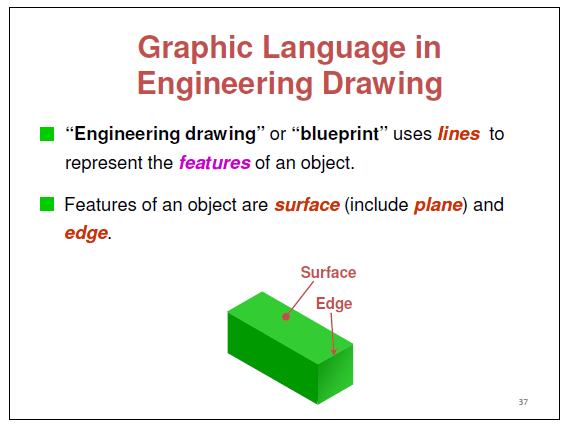 Graphic Language in
Engineering Drawing
“Engineering drawing” or “blueprint” uses lines to
represent the features of an object.
Features of an object are surface (include plane) and
edge.
Surface
Edge
37